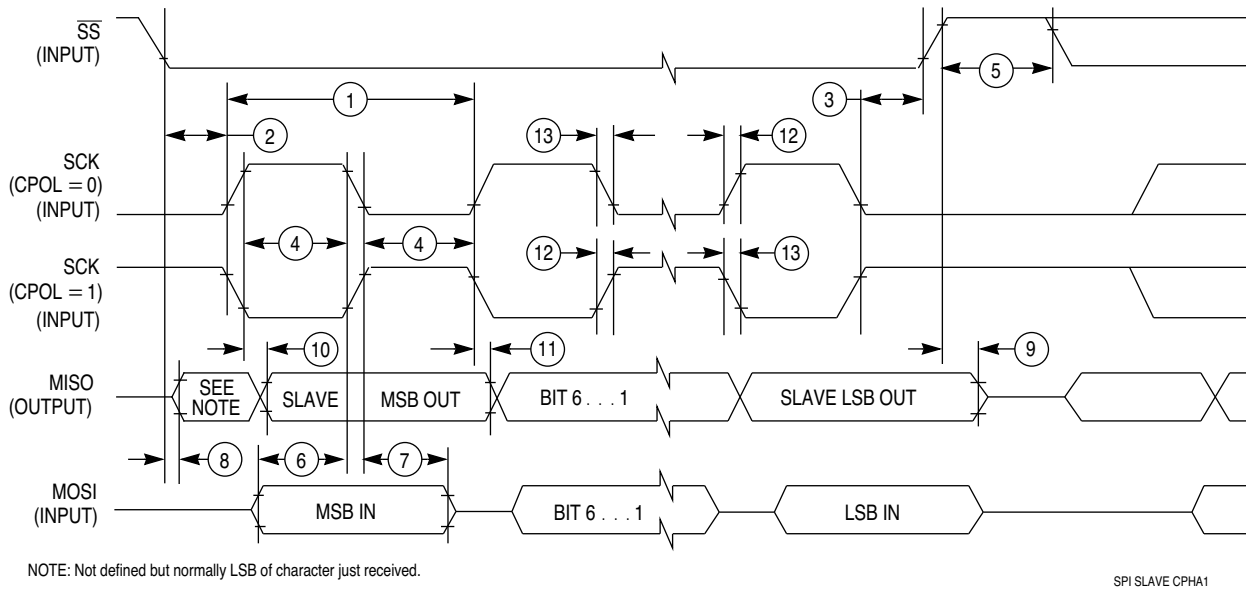 SS
(INPUT)
5
1
3
2
13
12
SCK
(CPOL = 0)
(INPUT)
4
4
SCK
(CPOL = 1)
(INPUT)
12
13
10
11
9
MISO
(OUTPUT)
SEE
NOTE
SLAVE
MSB OUT
BIT 6 . . . 1
SLAVE LSB OUT
8
6
7
MOSI
(INPUT)
MSB IN
BIT 6 . . . 1
LSB IN
NOTE: Not defined but normally LSB of character just received.
SPI SLAVE CPHA1